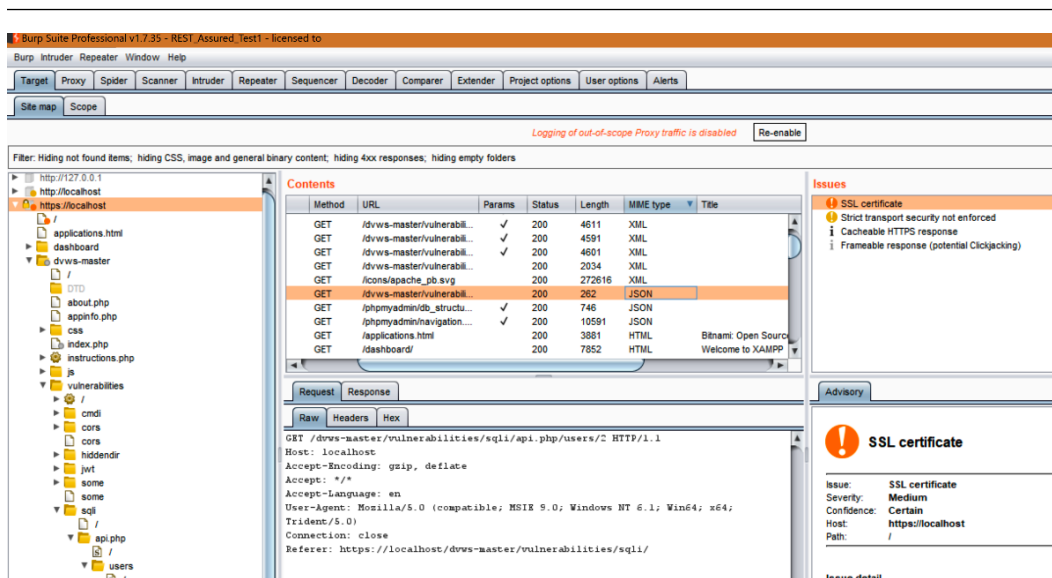 Burp Suite Professional v1.7.35 - REST_Assured_Test1 - licensed to
Burp Intruder Repeater Window Help
Target Proxy Spider Scanner Intruder Repeater Sequencer Decoder Comparer Extender Project options User options Alerts
Site map Scope
Logging of out-of-scope Proxy traffic is disabled Re-enable
Filter: Hiding not found items; hiding CSS, image and general binary content; hiding 4xx responses; hiding empty folders
http://127.0.0.1
http://localhost
https://localhost
/
applications.html
dashboard
dvws-master
/
DTD
about.php
appinfo.php
css
index.php
instructions.php
js
vulnerabilities
/
cmdi
cors
cors
hiddendir
jwt
some
some
sqli
/
api.php
/
users
Contents
Method URL Params Status Length MIME type Title
GET /dvws-master/vulnerabili... ✓ 200 4611 XML
GET /dvws-master/vulnerabili... ✓ 200 4591 XML
GET /dvws-master/vulnerabili... ✓ 200 4601 XML
GET /dvws-master/vulnerabili... 200 2034 XML
GET /icons/apache_pb.svg 200 272616 XML
GET /dvws-master/vulnerabili... 200 262 JSON
GET /phpmyadmin/db_structu... ✓ 200 746 JSON
GET /phpmyadmin/navigation.... ✓ 200 10591 JSON
GET /applications.html 200 3881 HTML Bitnami: Open Source
GET /dashboard/ 200 7852 HTML Welcome to XAMPP
Request Response
Raw Headers Hex
GET /dvws-master/vulnerabilities/sqli/api.php/users/2 HTTP/1.1
Host: localhost
Accept-Encoding: gzip, deflate
Accept: */*
Accept-Language: en
User-Agent: Mozilla/5.0 (compatible; MSIE 9.0; Windows NT 6.1; Win64; x64;
Trident/5.0)
Connection: close
Referer: https://localhost/dvws-master/vulnerabilities/sqli/
Issues
SSL certificate
Strict transport security not enforced
Cacheable HTTPS response
Frameable response (potential Clickjacking)
Advisory
SSL certificate
Issue: SSL certificate
Severity: Medium
Confidence: Certain
Host: https://localhost
Path: /
Issue detail